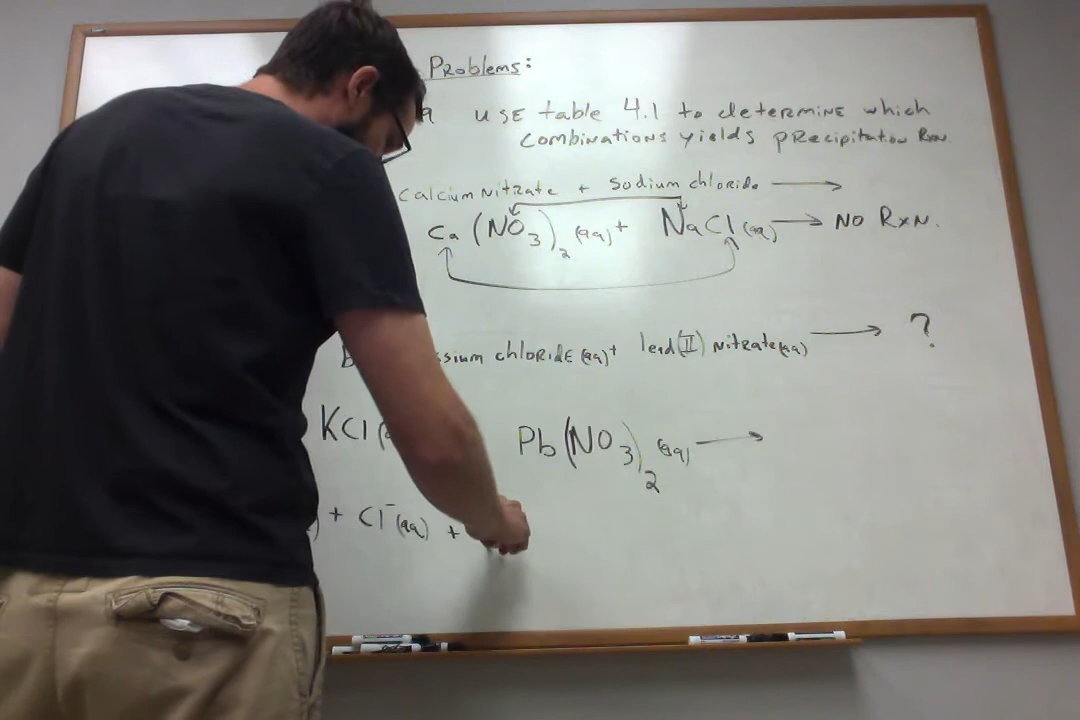 Problems:
a USE table 4.1 to determine which
combinations yields precipitation Rxn
Calcium Nitrate + Sodium chloride →
Ca(NO3)2 (aq) + NaCl (aq) → NO RxN.
ssium chloride (aq) + lead (II) Nitrate (aq) → ?
KCl Pb(NO3)2 (aq) →
+ Cl⁻(aq) +